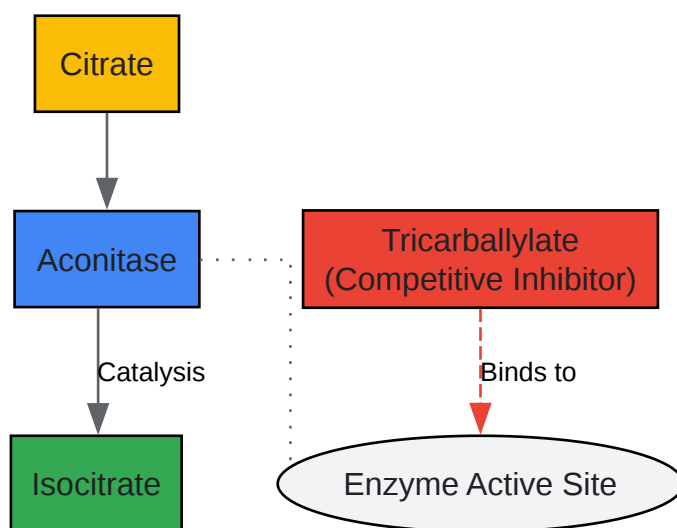 Citrate
Aconitase
Tricarballylate
(Competitive Inhibitor)
Catalysis
Binds to
Isocitrate
Enzyme Active Site